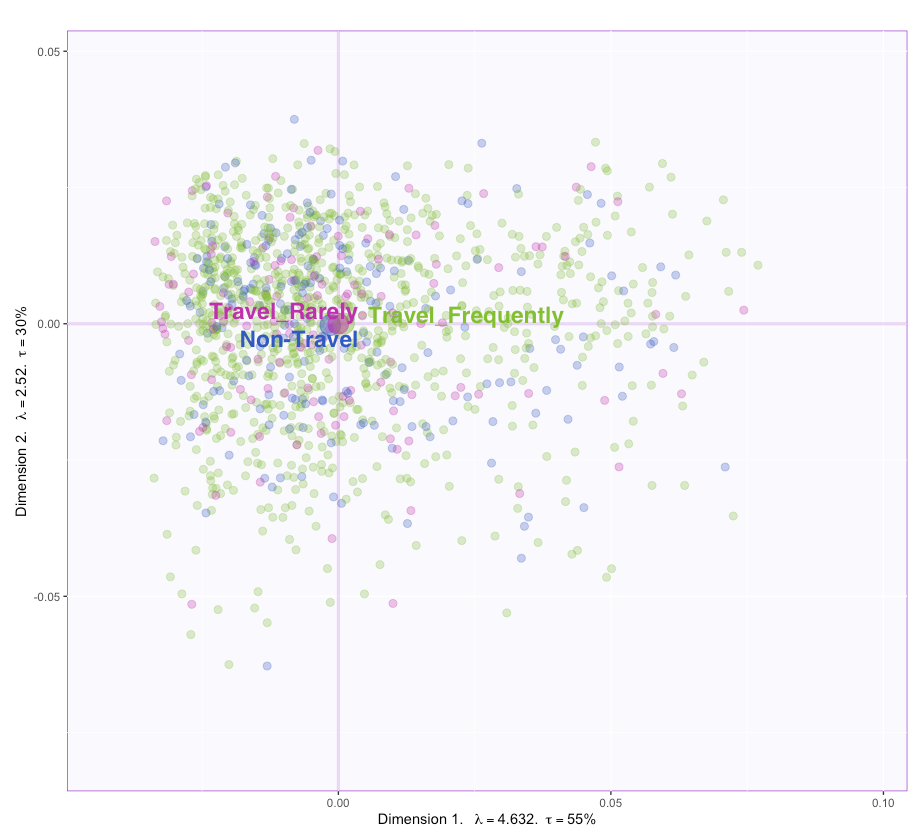 0.05
Travel_Rarely
Travel_Frequently
0.00
Non-Travel
-0.05
Dimension 2. λ = 2.52. τ = 30%
0.00
0.05
0.10
Dimension 1. λ = 4.632. τ = 55%